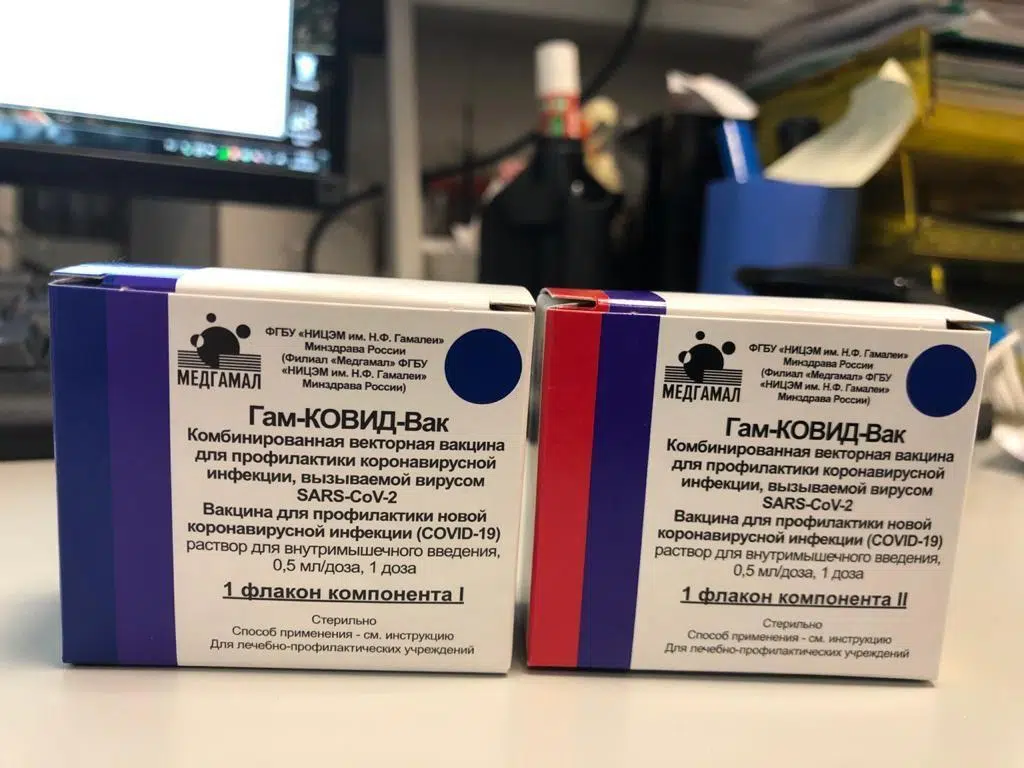 МЕДГАМАЛ
ФГБУ «НИЦЭМ им. Н.Ф. Гамалеи»
Минздрава России
(Филиал «Медгамал» ФГБУ
«НИЦЭМ им. Н.Ф. Гамалеи»
Минздрава России)
Гам-КОВИД-Вак
Комбинированная векторная вакцина
для профилактики коронавирусной
инфекции, вызываемой вирусом
SARS-CoV-2
Вакцина для профилактики новой
коронавирусной инфекции (COVID-19)
раствор для внутримышечного введения,
0,5 мл/доза, 1 доза
1 флакон компонента I
Стерильно
Способ применения - см. инструкцию
Для лечебно-профилактических учреждений
МЕДГАМАЛ
ФГБУ «НИЦЭМ им. Н.Ф. Гамалеи»
Минздрава России
(Филиал «Медгамал» ФГБУ
«НИЦЭМ им. Н.Ф. Гамалеи»
Минздрава России)
Гам-КОВИД-Вак
Комбинированная векторная вакцина
для профилактики коронавирусной
инфекции, вызываемой вирусом
SARS-CoV-2
Вакцина для профилактики новой
коронавирусной инфекции (COVID-19)
раствор для внутримышечного введения,
0,5 мл/доза, 1 доза
1 флакон компонента II
Стерильно
Способ применения - см. инструкцию
Для лечебно-профилактических учреждений